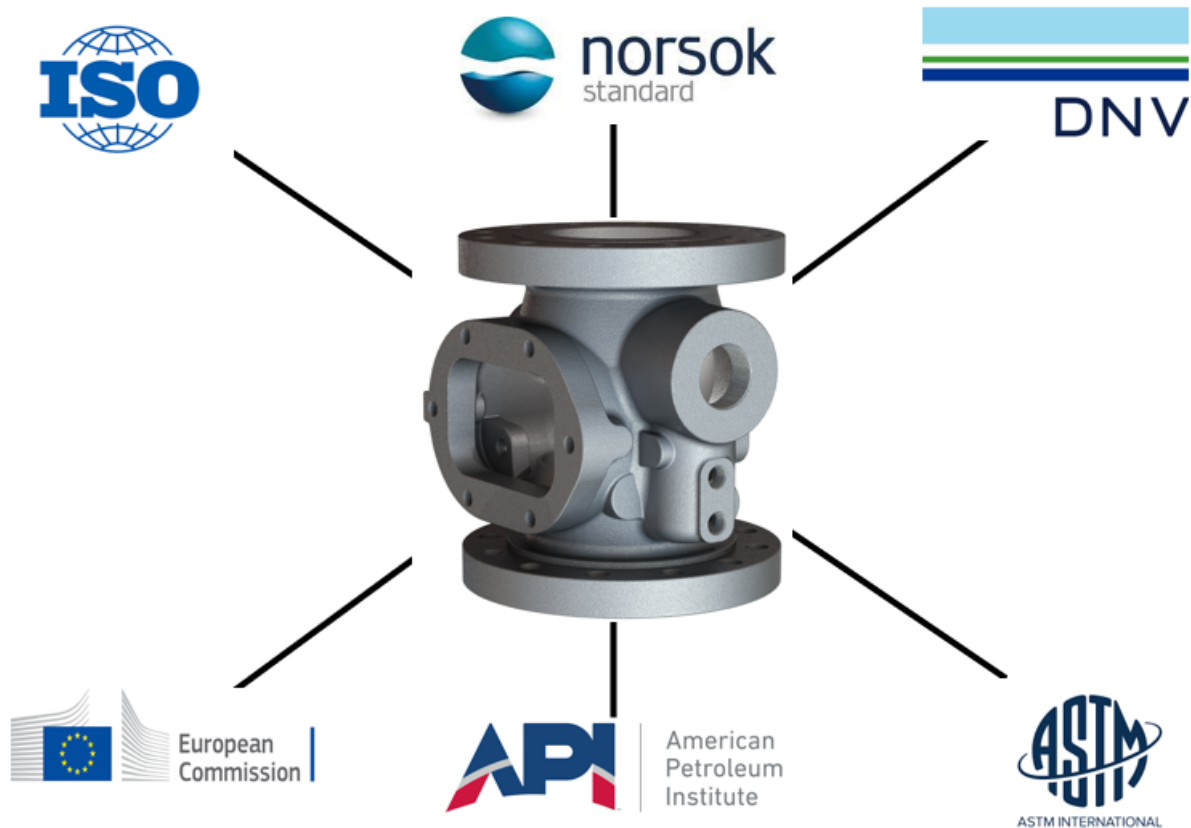 ISO
norsok
standard
DNV
European
Commission
API
American
Petroleum
Institute
ASTM
ASTM INTERNATIONAL